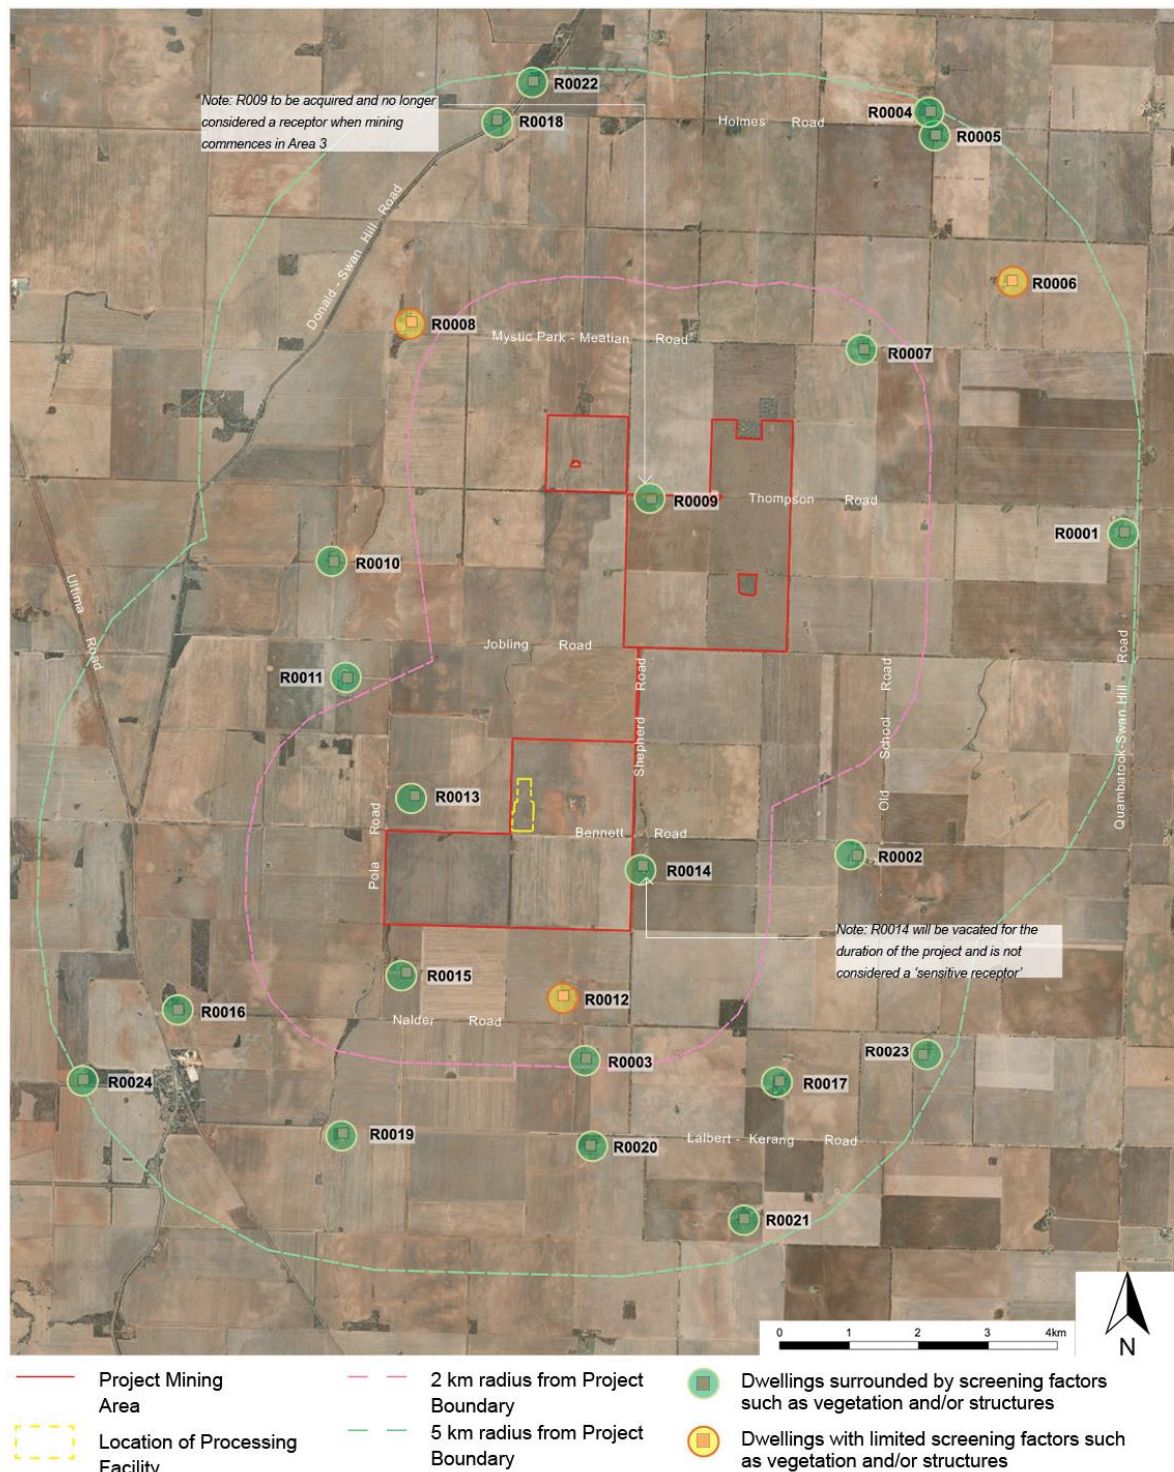 R0022
Note: R009 to be acquired and no longer
considered a receptor when mining
commences in Area 3
R0018
R0004
Holmes Road
R0005
Donald - Swan Hill Road
R0006
R0008
Mystic Park - Meatian Road
R0007
R0009
Thompson Road
R0001
R0010
Ultima Road
Jobling Road
R0011
Shepherd Road
Old School Road
Quambatook-Swan Hill Road
R0013
Pola Road
Bennett Road
R0014
R0002
Note: R0014 will be vacated for the
duration of the project and is not
considered a 'sensitive receptor'
R0015
R0012
R0016
Nalder Road
R0003
R0023
R0024
R0017
R0019
R0020
Lalbert - Kerang Road
R0021
0 1 2 3 4km
N
Project Mining
Area
Location of Processing
Facility
2 km radius from Project
Boundary
5 km radius from Project
Boundary
Dwellings surrounded by screening factors
such as vegetation and/or structures
Dwellings with limited screening factors such
as vegetation and/or structures